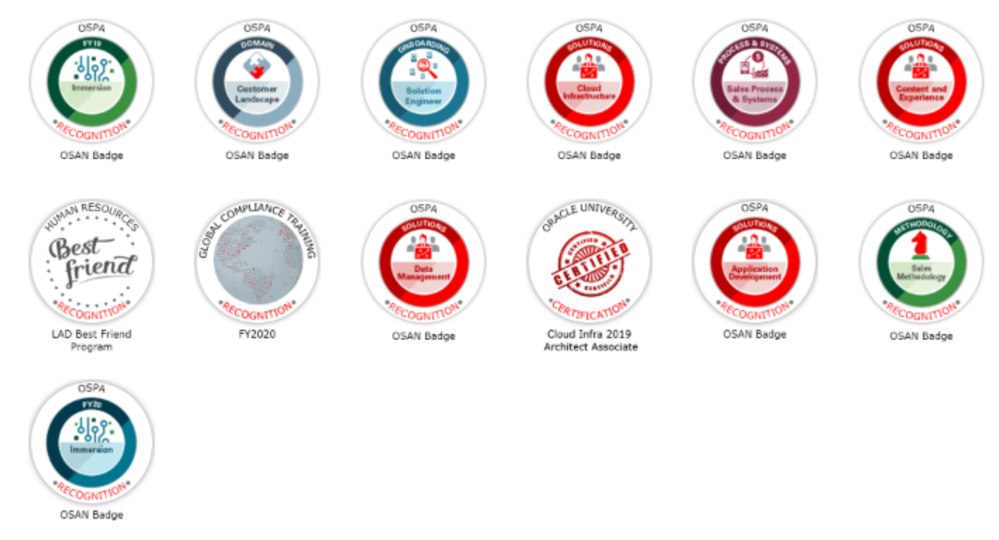 OSPA
FY19
Immersion
RECOGNITION
OSAN Badge
OSPA
DOMAIN
Customer
Landscape
RECOGNITION
OSAN Badge
OSPA
ONBOARDING
Solution
Engineer
RECOGNITION
OSAN Badge
OSPA
SOLUTIONS
Cloud
Infrastructure
RECOGNITION
OSAN Badge
OSPA
PROCESS & SYSTEMS
Sales Process
& Systems
RECOGNITION
OSAN Badge
OSPA
SOLUTIONS
Content and
Experience
RECOGNITION
OSAN Badge
HUMAN RESOURCES
Best
friend
RECOGNITION
LAD Best Friend
Program
GLOBAL COMPLIANCE TRAINING
RECOGNITION
FY2020
OSPA
SOLUTIONS
Data
Management
RECOGNITION
OSAN Badge
ORACLE UNIVERSITY
CERTIFIED
CERTIFIED
CERTIFIED
CERTIFICATION
Cloud Infra 2019
Architect Associate
OSPA
SOLUTIONS
Application
Development
RECOGNITION
OSAN Badge
OSPA
METHODOLOGY
Sales
Methodology
RECOGNITION
OSAN Badge
OSPA
FY20
Immersion
RECOGNITION
OSAN Badge